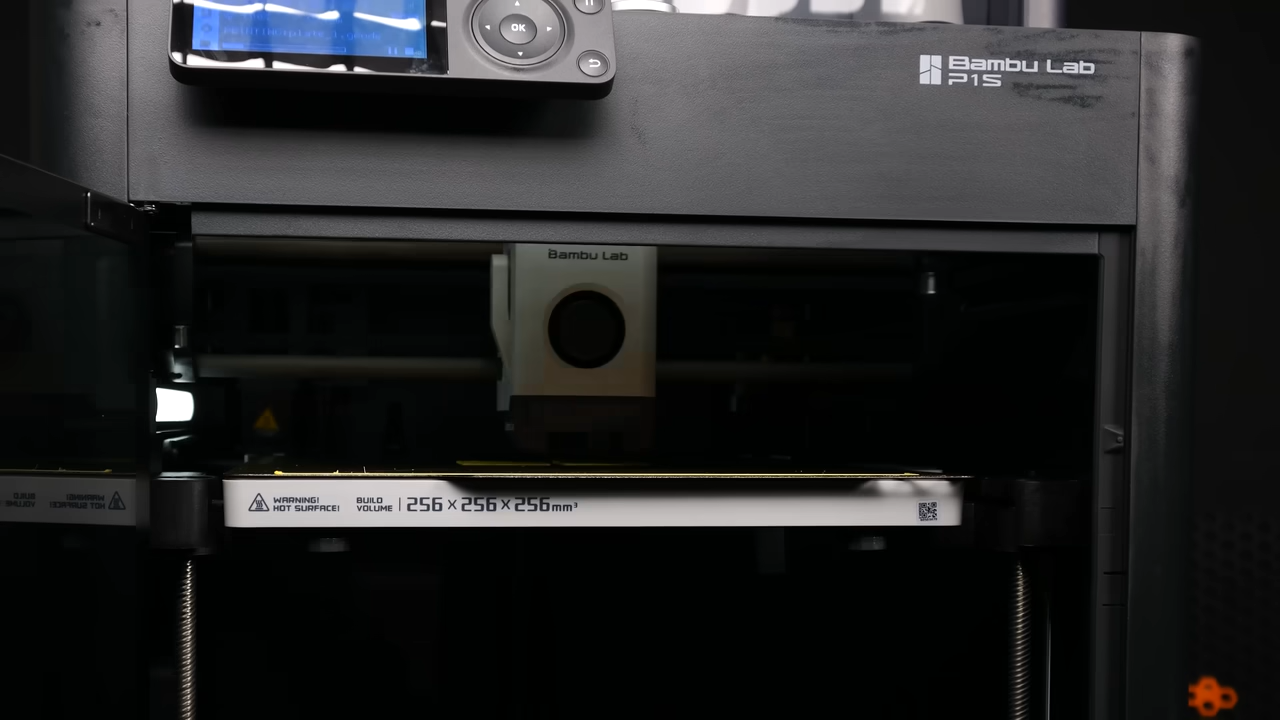 OK
Bambu Lab
P1S
Bambu Lab
WARNING!
HOT SURFACE!
BUILD
VOLUME
256×256×256mm³